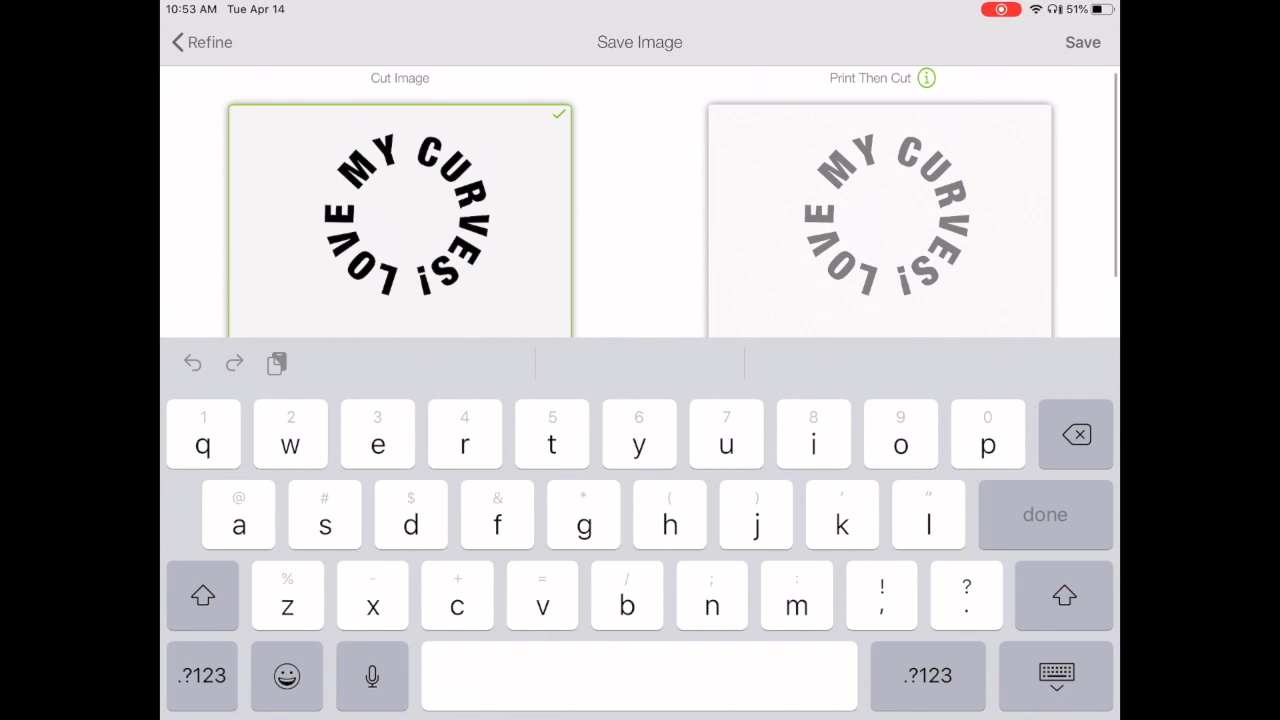 10:53 AM Tue Apr 14 51%
Refine Save Image Save
Cut Image Print Then Cut i
LOVE MY CURVES! LOVE MY CURVES!
1 2 3 4 5 6 7 8 9 0
q w e r t y u i o p
@ # $ & * ( ) ' "
a s d f g h j k l done
% - + = / ; : ! ?
z x c v b n m , .
.?123 .?123